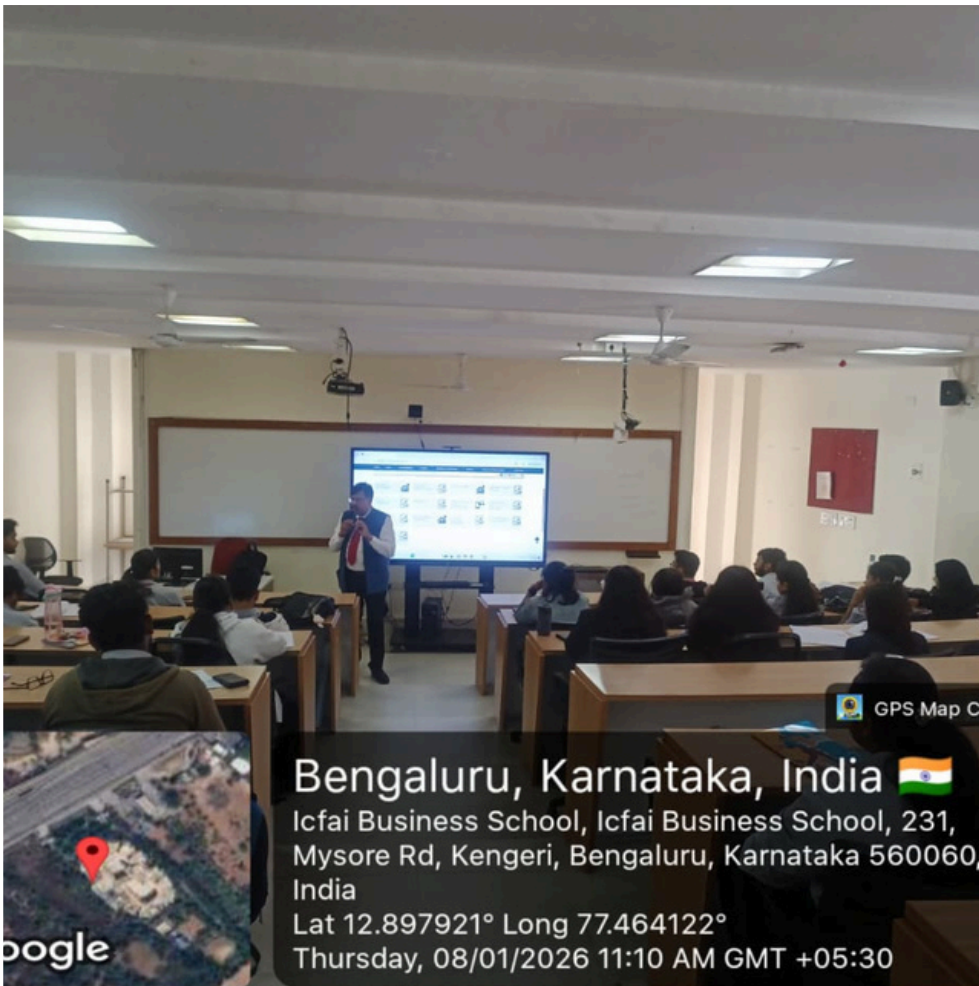 GPS Map C
Bengaluru, Karnataka, India
Icfai Business School, Icfai Business School, 231,
Mysore Rd, Kengeri, Bengaluru, Karnataka 560060,
India
Lat 12.897921° Long 77.464122°
Thursday, 08/01/2026 11:10 AM GMT +05:30
oogle